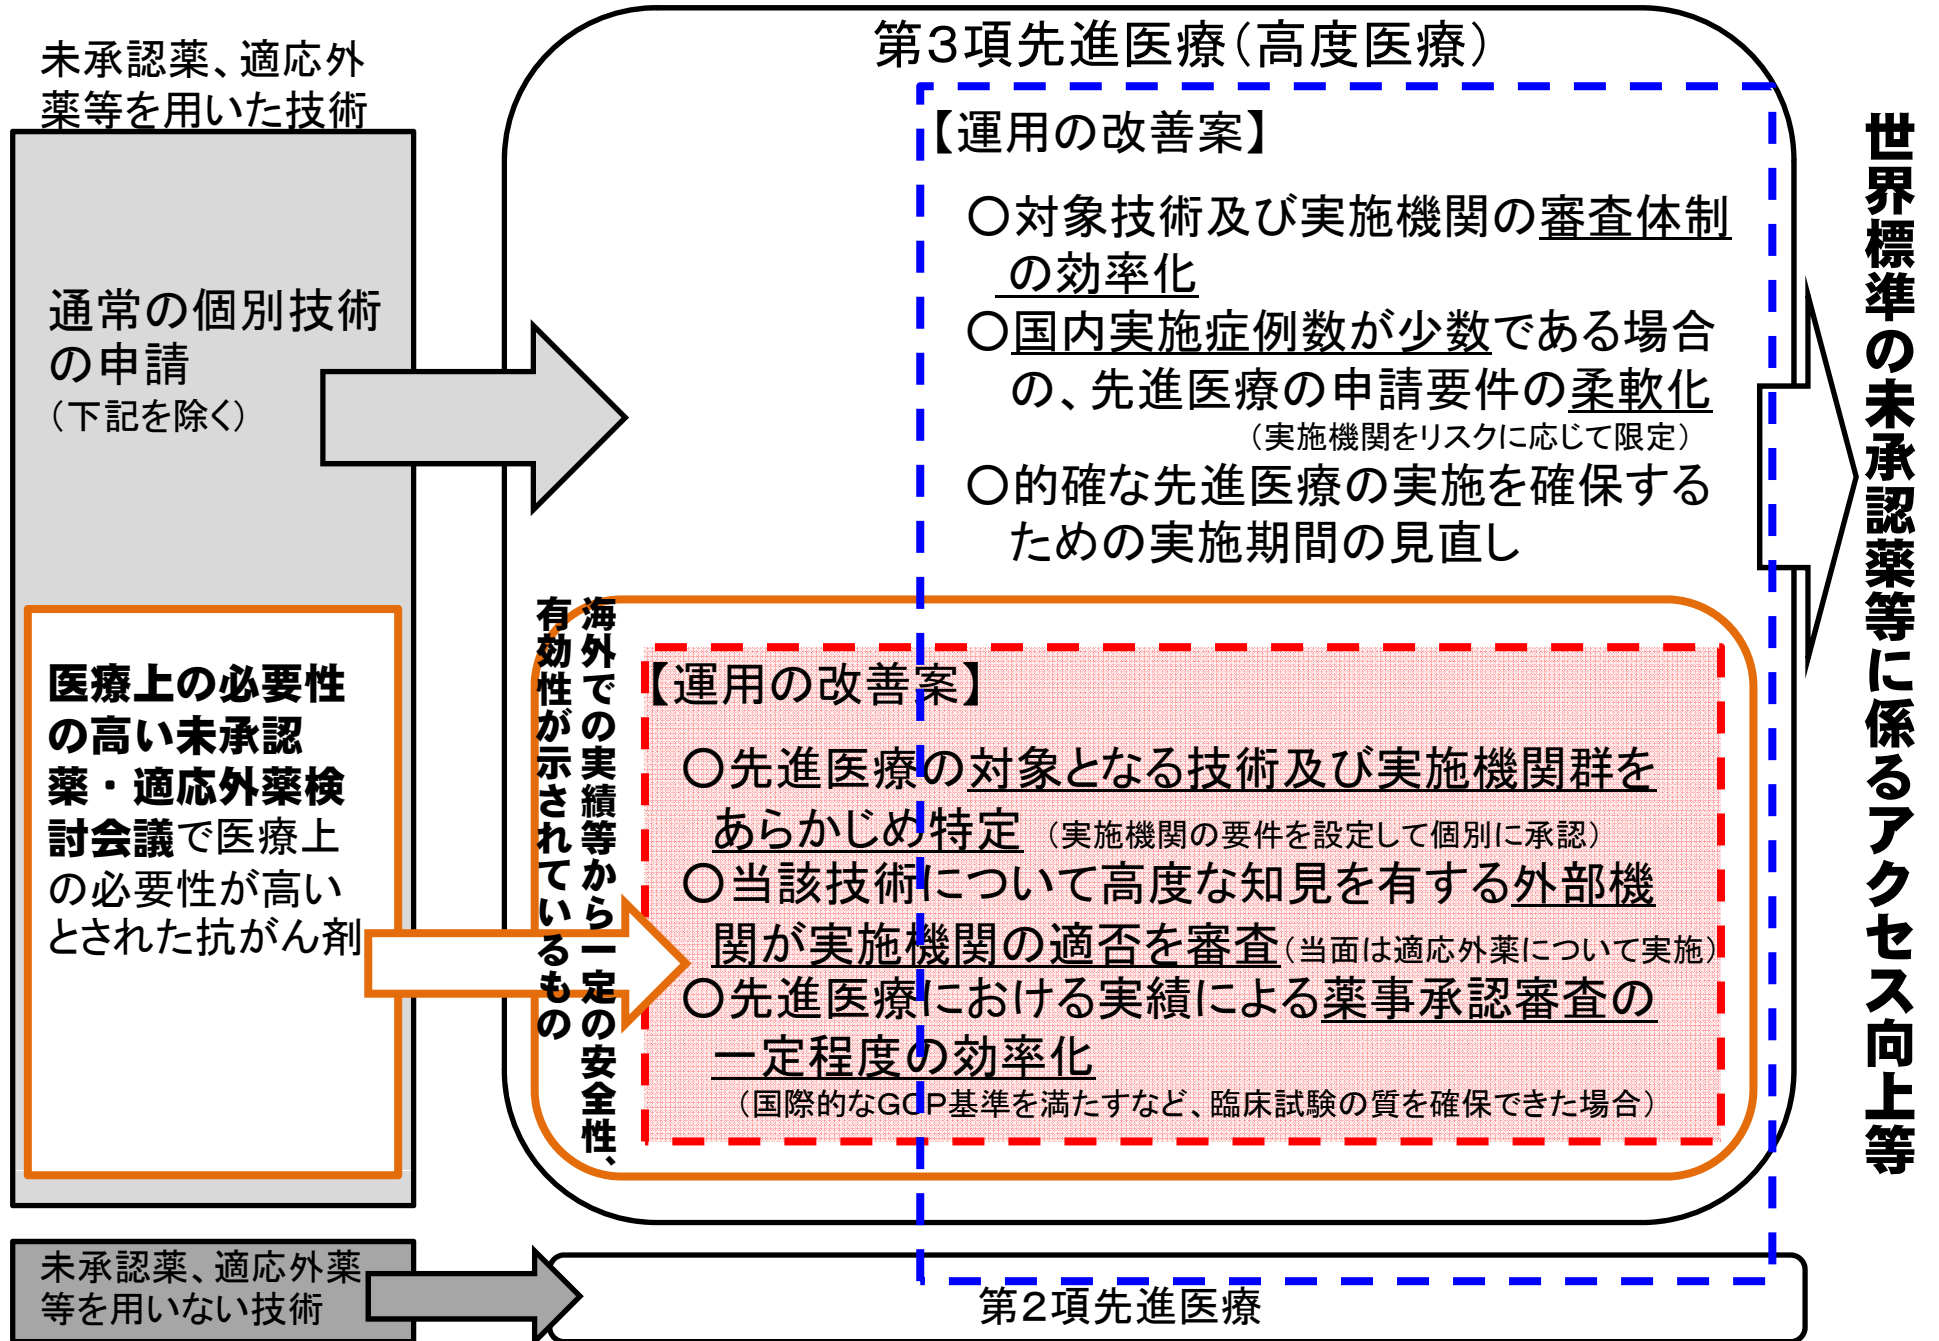 未承認薬、適応外
薬等を用いた技術
通常の個別技術
の申請
（下記を除く）
医療上の必要性
の高い未承認
薬・適応外薬検
討会議で医療上
の必要性が高い
とされた抗がん剤
未承認薬、適応外薬
等を用いない技術
第３項先進医療（高度医療）
【運用の改善案】
○対象技術及び実施機関の審査体制
の効率化
○国内実施症例数が少数である場合
の、先進医療の申請要件の柔軟化
（実施機関をリスクに応じて限定）
○的確な先進医療の実施を確保する
ための実施期間の見直し
海外での実績等から一定の安全性、
有効性が示されているもの
【運用の改善案】
○先進医療の対象となる技術及び実施機関群を
あらかじめ特定（実施機関の要件を設定して個別に承認）
○当該技術について高度な知見を有する外部機
関が実施機関の適否を審査（当面は適応外薬について実施）
○先進医療における実績による薬事承認審査の
一定程度の効率化
（国際的なGCP基準を満たすなど、臨床試験の質を確保できた場合）
第２項先進医療
世界標準の未承認薬等に係るアクセス向上等